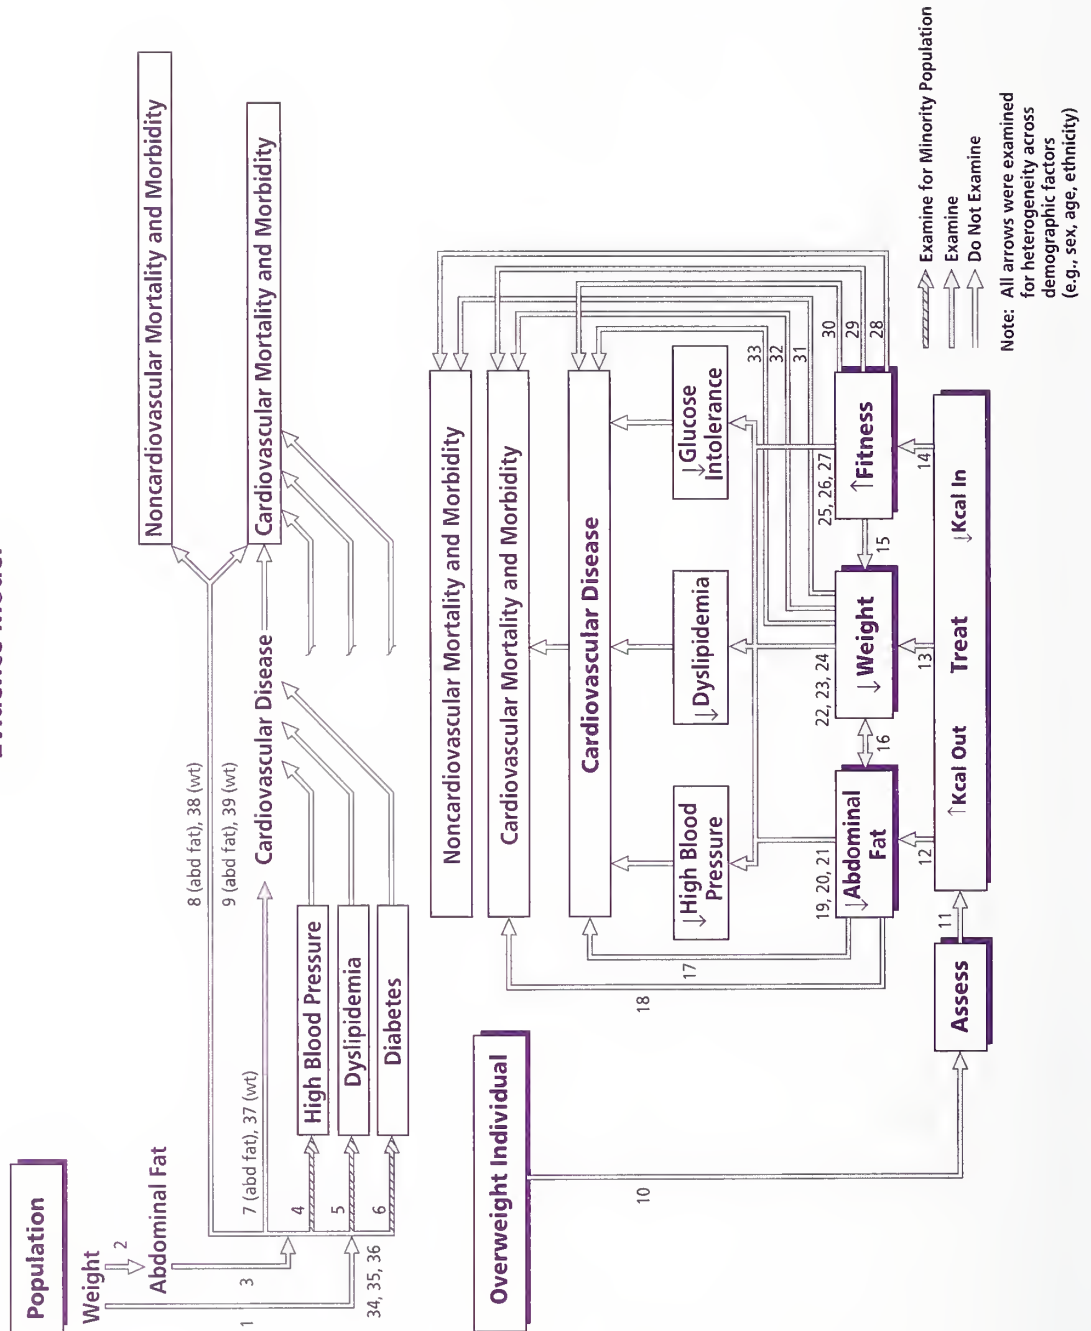 Evidence Model
Population
Weight
2
Abdominal Fat
1
3
34, 35, 36
4
5
6
7 (abd fat), 37 (wt)
8 (abd fat), 38 (wt)
9 (abd fat), 39 (wt)
High Blood Pressure
Dyslipidemia
Diabetes
Cardiovascular Disease
Noncardiovascular Mortality and Morbidity
Cardiovascular Mortality and Morbidity
Overweight Individual
10
Assess
11
↑Kcal Out
Treat
↓Kcal In
12
13
14
↓Abdominal
Fat
16
↓Weight
15
↑Fitness
19, 20, 21
22, 23, 24
25, 26, 27
17
18
↓High Blood
Pressure
↓Dyslipidemia
↓Glucose
Intolerance
33
32
31
30
29
28
Cardiovascular Disease
Cardiovascular Mortality and Morbidity
Noncardiovascular Mortality and Morbidity
Examine for Minority Population
Examine
Do Not Examine
Note: All arrows were examined
for heterogeneity across
demographic factors
(e.g., sex, age, ethnicity)